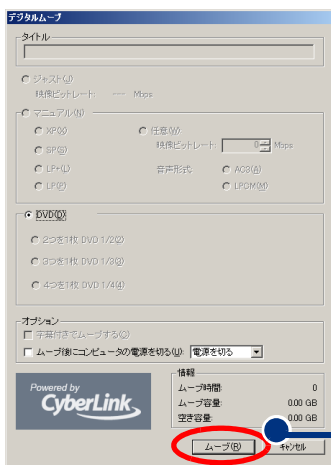 デジタルムーブ
タイトル
ジャスト(J)
映像ビットレート: --- Mbps
マニュアル(N)
XP(X)
任意(W)
映像ビットレート: 0 Mbps
SP(S)
LP+(L)
音声形式: AC3(A)
LP(P)
LPCM(M)
DVD(D)
2つを1枚 DVD 1/2(2)
3つを1枚 DVD 1/3(3)
4つを1枚 DVD 1/4(4)
オプション
字幕付きでムーブする(C)
ムーブ後にコンピュータの電源を切る(U): 電源を切る
Powered by
CyberLink
情報
ムーブ時間: 0
ムーブ容量: 0.00 GB
空き容量: 0.00 GB
ムーブ(R)
キャンセル